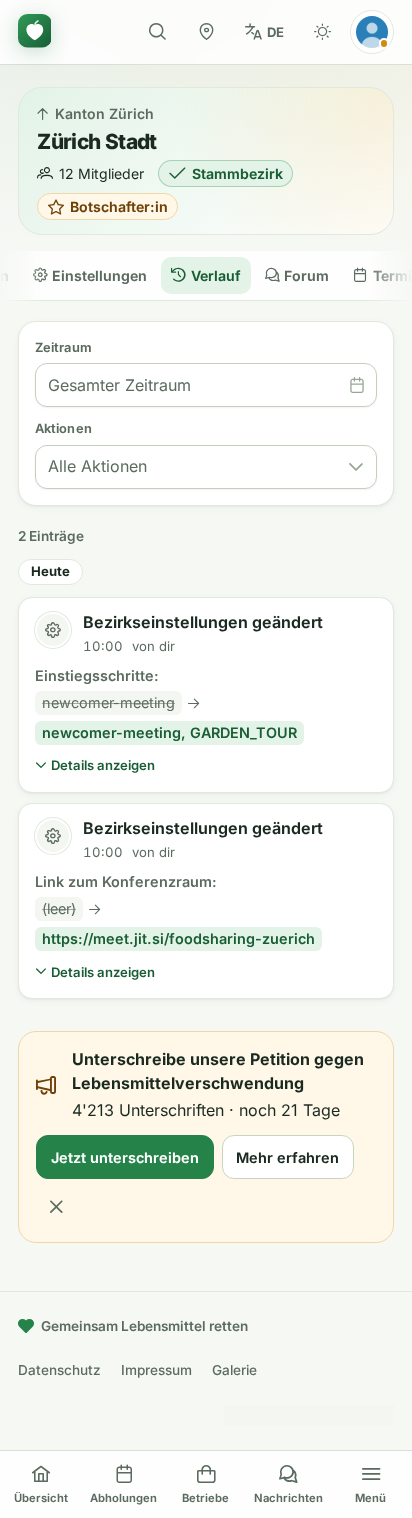 DE
Kanton Zürich
Zürich Stadt
12 Mitglieder
Stammbezirk
Botschafter:in
n
Einstellungen
Verlauf
Forum
Term
Zeitraum
Gesamter Zeitraum
Aktionen
Alle Aktionen
2 Einträge
Heute
Bezirkseinstellungen geändert
10:00 von dir
Einstiegsschritte:
newcomer-meeting →
newcomer-meeting, GARDEN_TOUR
Details anzeigen
Bezirkseinstellungen geändert
10:00 von dir
Link zum Konferenzraum:
(leer) →
https://meet.jit.si/foodsharing-zuerich
Details anzeigen
Unterschreibe unsere Petition gegen
Lebensmittelverschwendung
4'213 Unterschriften · noch 21 Tage
Jetzt unterschreiben
Mehr erfahren
Gemeinsam Lebensmittel retten
Datenschutz
Impressum
Galerie
Übersicht
Abholungen
Betriebe
Nachrichten
Menü